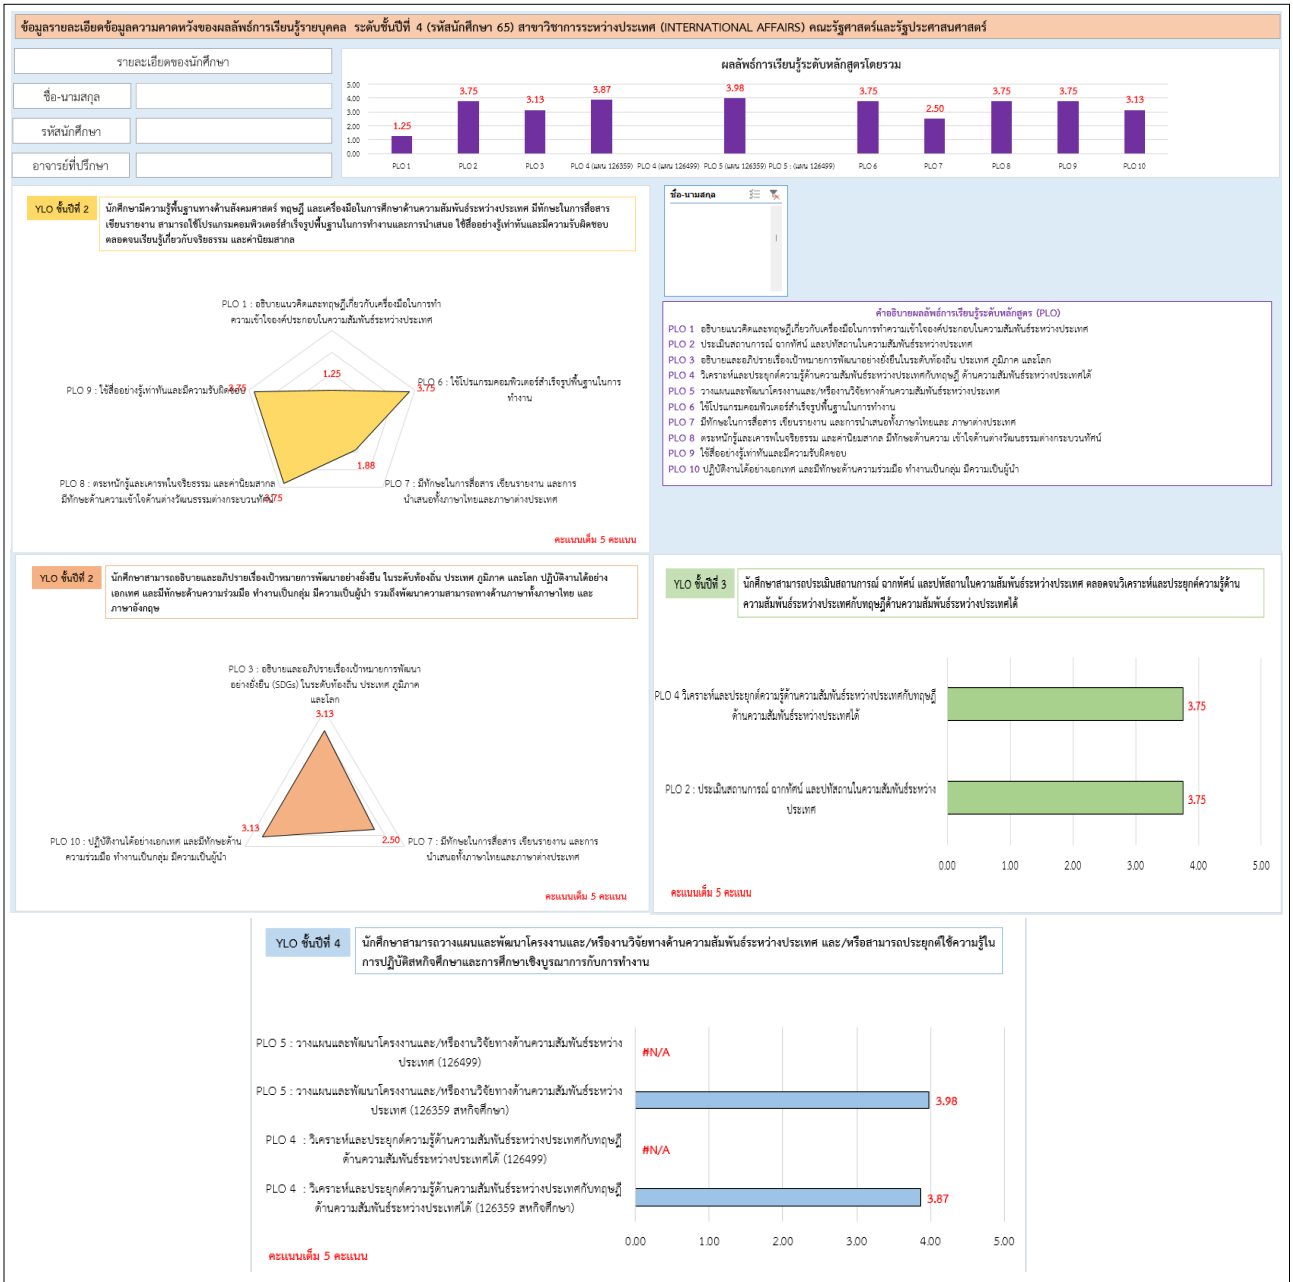 ข้อมูลรายละเอียดข้อมูลความคาดหวังของผลลัพธ์การเรียนรู้รายบุคคล ระดับชั้นปีที่ 4 (รหัสนักศึกษา 65) สาขาวิชาการระหว่างประเทศ (INTERNATIONAL AFFAIRS) คณะรัฐศาสตร์และรัฐประศาสนศาสตร์
รายละเอียดของนักศึกษา
ชื่อ-นามสกุล
รหัสนักศึกษา
อาจารย์ที่ปรึกษา
ผลลัพธ์การเรียนรู้ระดับหลักสูตรโดยรวม
5.00
4.00
3.00
2.00
1.00
0.00
1.25
3.75
3.13
3.87
3.98
3.75
2.50
3.75
3.75
3.13
PLO 1
PLO 2
PLO 3
PLO 4 (แผน 126359)
PLO 4 (แผน 126499)
PLO 5 (แผน 126359)
PLO 5 : (แผน 126499)
PLO 6
PLO 7
PLO 8
PLO 9
PLO 10
YLO ชั้นปีที่ 2
นักศึกษามีความรู้พื้นฐานทางด้านสังคมศาสตร์ ทฤษฎี และเครื่องมือในการศึกษาด้านความสัมพันธ์ระหว่างประเทศ มีทักษะในการสื่อสาร
เขียนรายงาน สามารถใช้โปรแกรมคอมพิวเตอร์สำเร็จรูปพื้นฐานในการทำงานและการนำเสนอ ใช้สื่ออย่างรู้เท่าทันและมีความรับผิดชอบ
ตลอดจนเรียนรู้เกี่ยวกับจริยธรรม และค่านิยมสากล
PLO 1 : อธิบายแนวคิดและทฤษฎีเกี่ยวกับเครื่องมือในการทำ
ความเข้าใจองค์ประกอบในความสัมพันธ์ระหว่างประเทศ
1.25
PLO 9 : ใช้สื่ออย่างรู้เท่าทันและมีความรับผิดชอบ
3.75
3.75
PLO 6 : ใช้โปรแกรมคอมพิวเตอร์สำเร็จรูปพื้นฐานในการ
ทำงาน
1.88
PLO 8 : ตระหนักรู้และเคารพในจริยธรรม และค่านิยมสากล
มีทักษะด้านความเข้าใจด้านต่างวัฒนธรรมต่างกระบวนทัศน์
3.75
PLO 7 : มีทักษะในการสื่อสาร เขียนรายงาน และการ
นำเสนอทั้งภาษาไทยและภาษาต่างประเทศ
คะแนนเต็ม 5 คะแนน
ชื่อ-นามสกุล
คำอธิบายผลลัพธ์การเรียนรู้ระดับหลักสูตร (PLO)
PLO 1 อธิบายแนวคิดและทฤษฎีเกี่ยวกับเครื่องมือในการทำความเข้าใจองค์ประกอบในความสัมพันธ์ระหว่างประเทศ
PLO 2 ประเมินสถานการณ์ ฉากทัศน์ และปทัสถานในความสัมพันธ์ระหว่างประเทศ
PLO 3 อธิบายและอภิปรายเรื่องเป้าหมายการพัฒนาอย่างยั่งยืนในระดับท้องถิ่น ประเทศ ภูมิภาค และโลก
PLO 4 วิเคราะห์และประยุกต์ความรู้ด้านความสัมพันธ์ระหว่างประเทศกับทฤษฎี ด้านความสัมพันธ์ระหว่างประเทศได้
PLO 5 วางแผนและพัฒนาโครงงานและ/หรืองานวิจัยทางด้านความสัมพันธ์ระหว่างประเทศ
PLO 6 ใช้โปรแกรมคอมพิวเตอร์สำเร็จรูปพื้นฐานในการทำงาน
PLO 7 มีทักษะในการสื่อสาร เขียนรายงาน และการนำเสนอทั้งภาษาไทยและ ภาษาต่างประเทศ
PLO 8 ตระหนักรู้และเคารพในจริยธรรม และค่านิยมสากล มีทักษะด้านความ เข้าใจด้านต่างวัฒนธรรมต่างกระบวนทัศน์
PLO 9 ใช้สื่ออย่างรู้เท่าทันและมีความรับผิดชอบ
PLO 10 ปฏิบัติงานได้อย่างเอกเทศ และมีทักษะด้านความร่วมมือ ทำงานเป็นกลุ่ม มีความเป็นผู้นำ
YLO ชั้นปีที่ 2
นักศึกษาสามารถอธิบายและอภิปรายเรื่องเป้าหมายการพัฒนาอย่างยั่งยืน ในระดับท้องถิ่น ประเทศ ภูมิภาค และโลก ปฏิบัติงานได้อย่าง
เอกเทศ และมีทักษะด้านความร่วมมือ ทำงานเป็นกลุ่ม มีความเป็นผู้นำ รวมถึงพัฒนาความสามารถทางด้านภาษาทั้งภาษาไทย และ
ภาษาอังกฤษ
PLO 3 : อธิบายและอภิปรายเรื่องเป้าหมายการพัฒนา
อย่างยั่งยืน (SDGs) ในระดับท้องถิ่น ประเทศ ภูมิภาค
และโลก
3.13
3.13
PLO 10 : ปฏิบัติงานได้อย่างเอกเทศ และมีทักษะด้าน
ความร่วมมือ ทำงานเป็นกลุ่ม มีความเป็นผู้นำ
2.50
PLO 7 : มีทักษะในการสื่อสาร เขียนรายงาน และการ
นำเสนอทั้งภาษาไทยและภาษาต่างประเทศ
คะแนนเต็ม 5 คะแนน
YLO ชั้นปีที่ 3
นักศึกษาสามารถประเมินสถานการณ์ ฉากทัศน์ และปทัสถานในความสัมพันธ์ระหว่างประเทศ ตลอดจนวิเคราะห์และประยุกต์ความรู้ด้าน
ความสัมพันธ์ระหว่างประเทศกับทฤษฎีด้านความสัมพันธ์ระหว่างประเทศได้
PLO 4 วิเคราะห์และประยุกต์ความรู้ด้านความสัมพันธ์ระหว่างประเทศกับทฤษฎี
ด้านความสัมพันธ์ระหว่างประเทศได้
3.75
PLO 2 : ประเมินสถานการณ์ ฉากทัศน์ และปทัสถานในความสัมพันธ์ระหว่าง
ประเทศ
3.75
0.00 1.00 2.00 3.00 4.00 5.00
คะแนนเต็ม 5 คะแนน
YLO ชั้นปีที่ 4
นักศึกษาสามารถวางแผนและพัฒนาโครงงานและ/หรืองานวิจัยทางด้านความสัมพันธ์ระหว่างประเทศ และ/หรือสามารถประยุกต์ใช้ความรู้ใน
การปฏิบัติสหกิจศึกษาและการศึกษาเชิงบูรณาการกับการทำงาน
PLO 5 : วางแผนและพัฒนาโครงงานและ/หรืองานวิจัยทางด้านความสัมพันธ์ระหว่าง
ประเทศ (126499)
#N/A
PLO 5 : วางแผนและพัฒนาโครงงานและ/หรืองานวิจัยทางด้านความสัมพันธ์ระหว่าง
ประเทศ (126359 สหกิจศึกษา)
3.98
PLO 4 : วิเคราะห์และประยุกต์ความรู้ด้านความสัมพันธ์ระหว่างประเทศกับทฤษฎี
ด้านความสัมพันธ์ระหว่างประเทศได้ (126499)
#N/A
PLO 4 : วิเคราะห์และประยุกต์ความรู้ด้านความสัมพันธ์ระหว่างประเทศกับทฤษฎี
ด้านความสัมพันธ์ระหว่างประเทศได้ (126359 สหกิจศึกษา)
3.87
0.00 1.00 2.00 3.00 4.00 5.00
คะแนนเต็ม 5 คะแนน